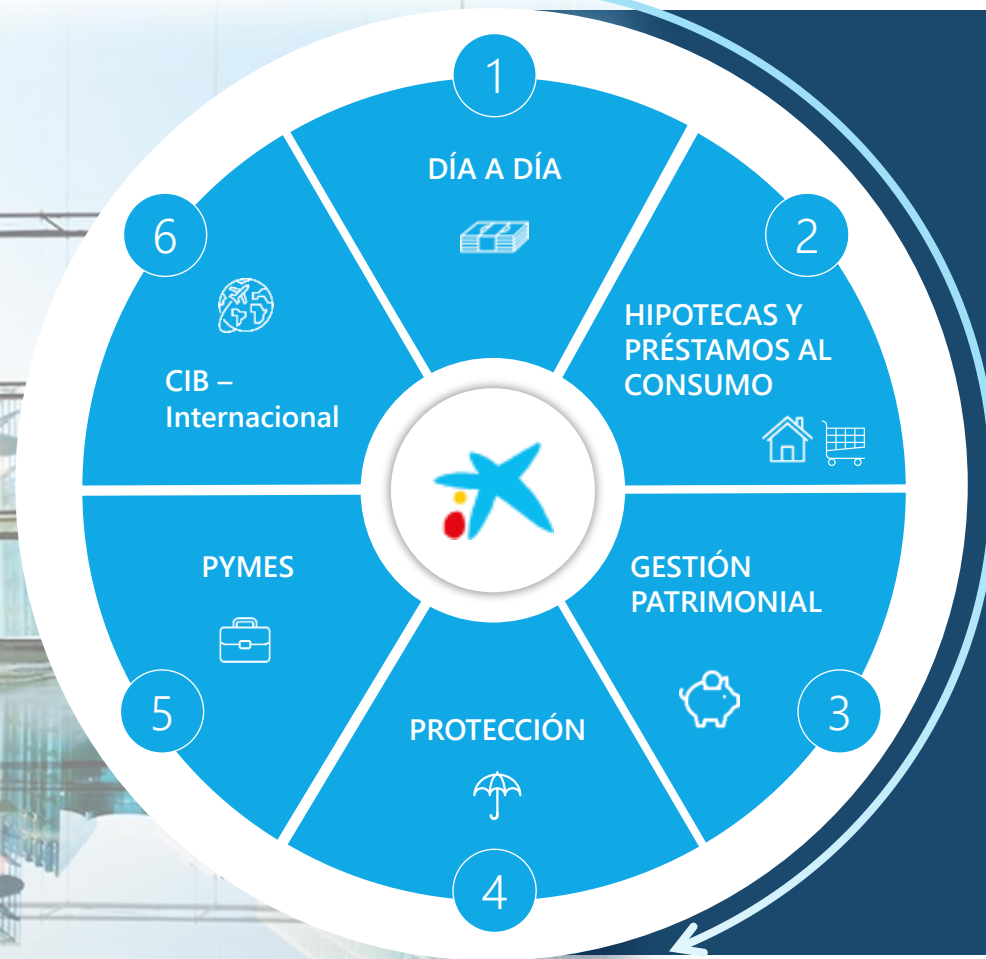 1
DÍA A DÍA
2
HIPOTECAS Y
PRÉSTAMOS AL
CONSUMO
3
GESTIÓN
PATRIMONIAL
4
PROTECCIÓN
5
PYMES
6
CIB –
Internacional